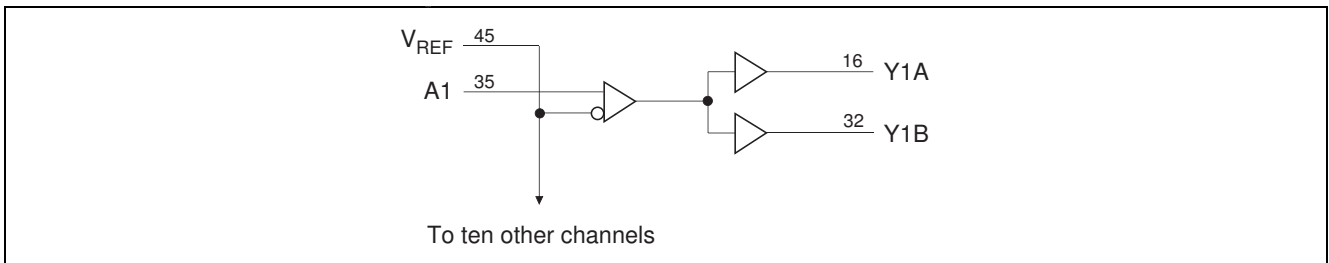 VREF 45
A1 35
16 Y1A
32 Y1B
To ten other channels